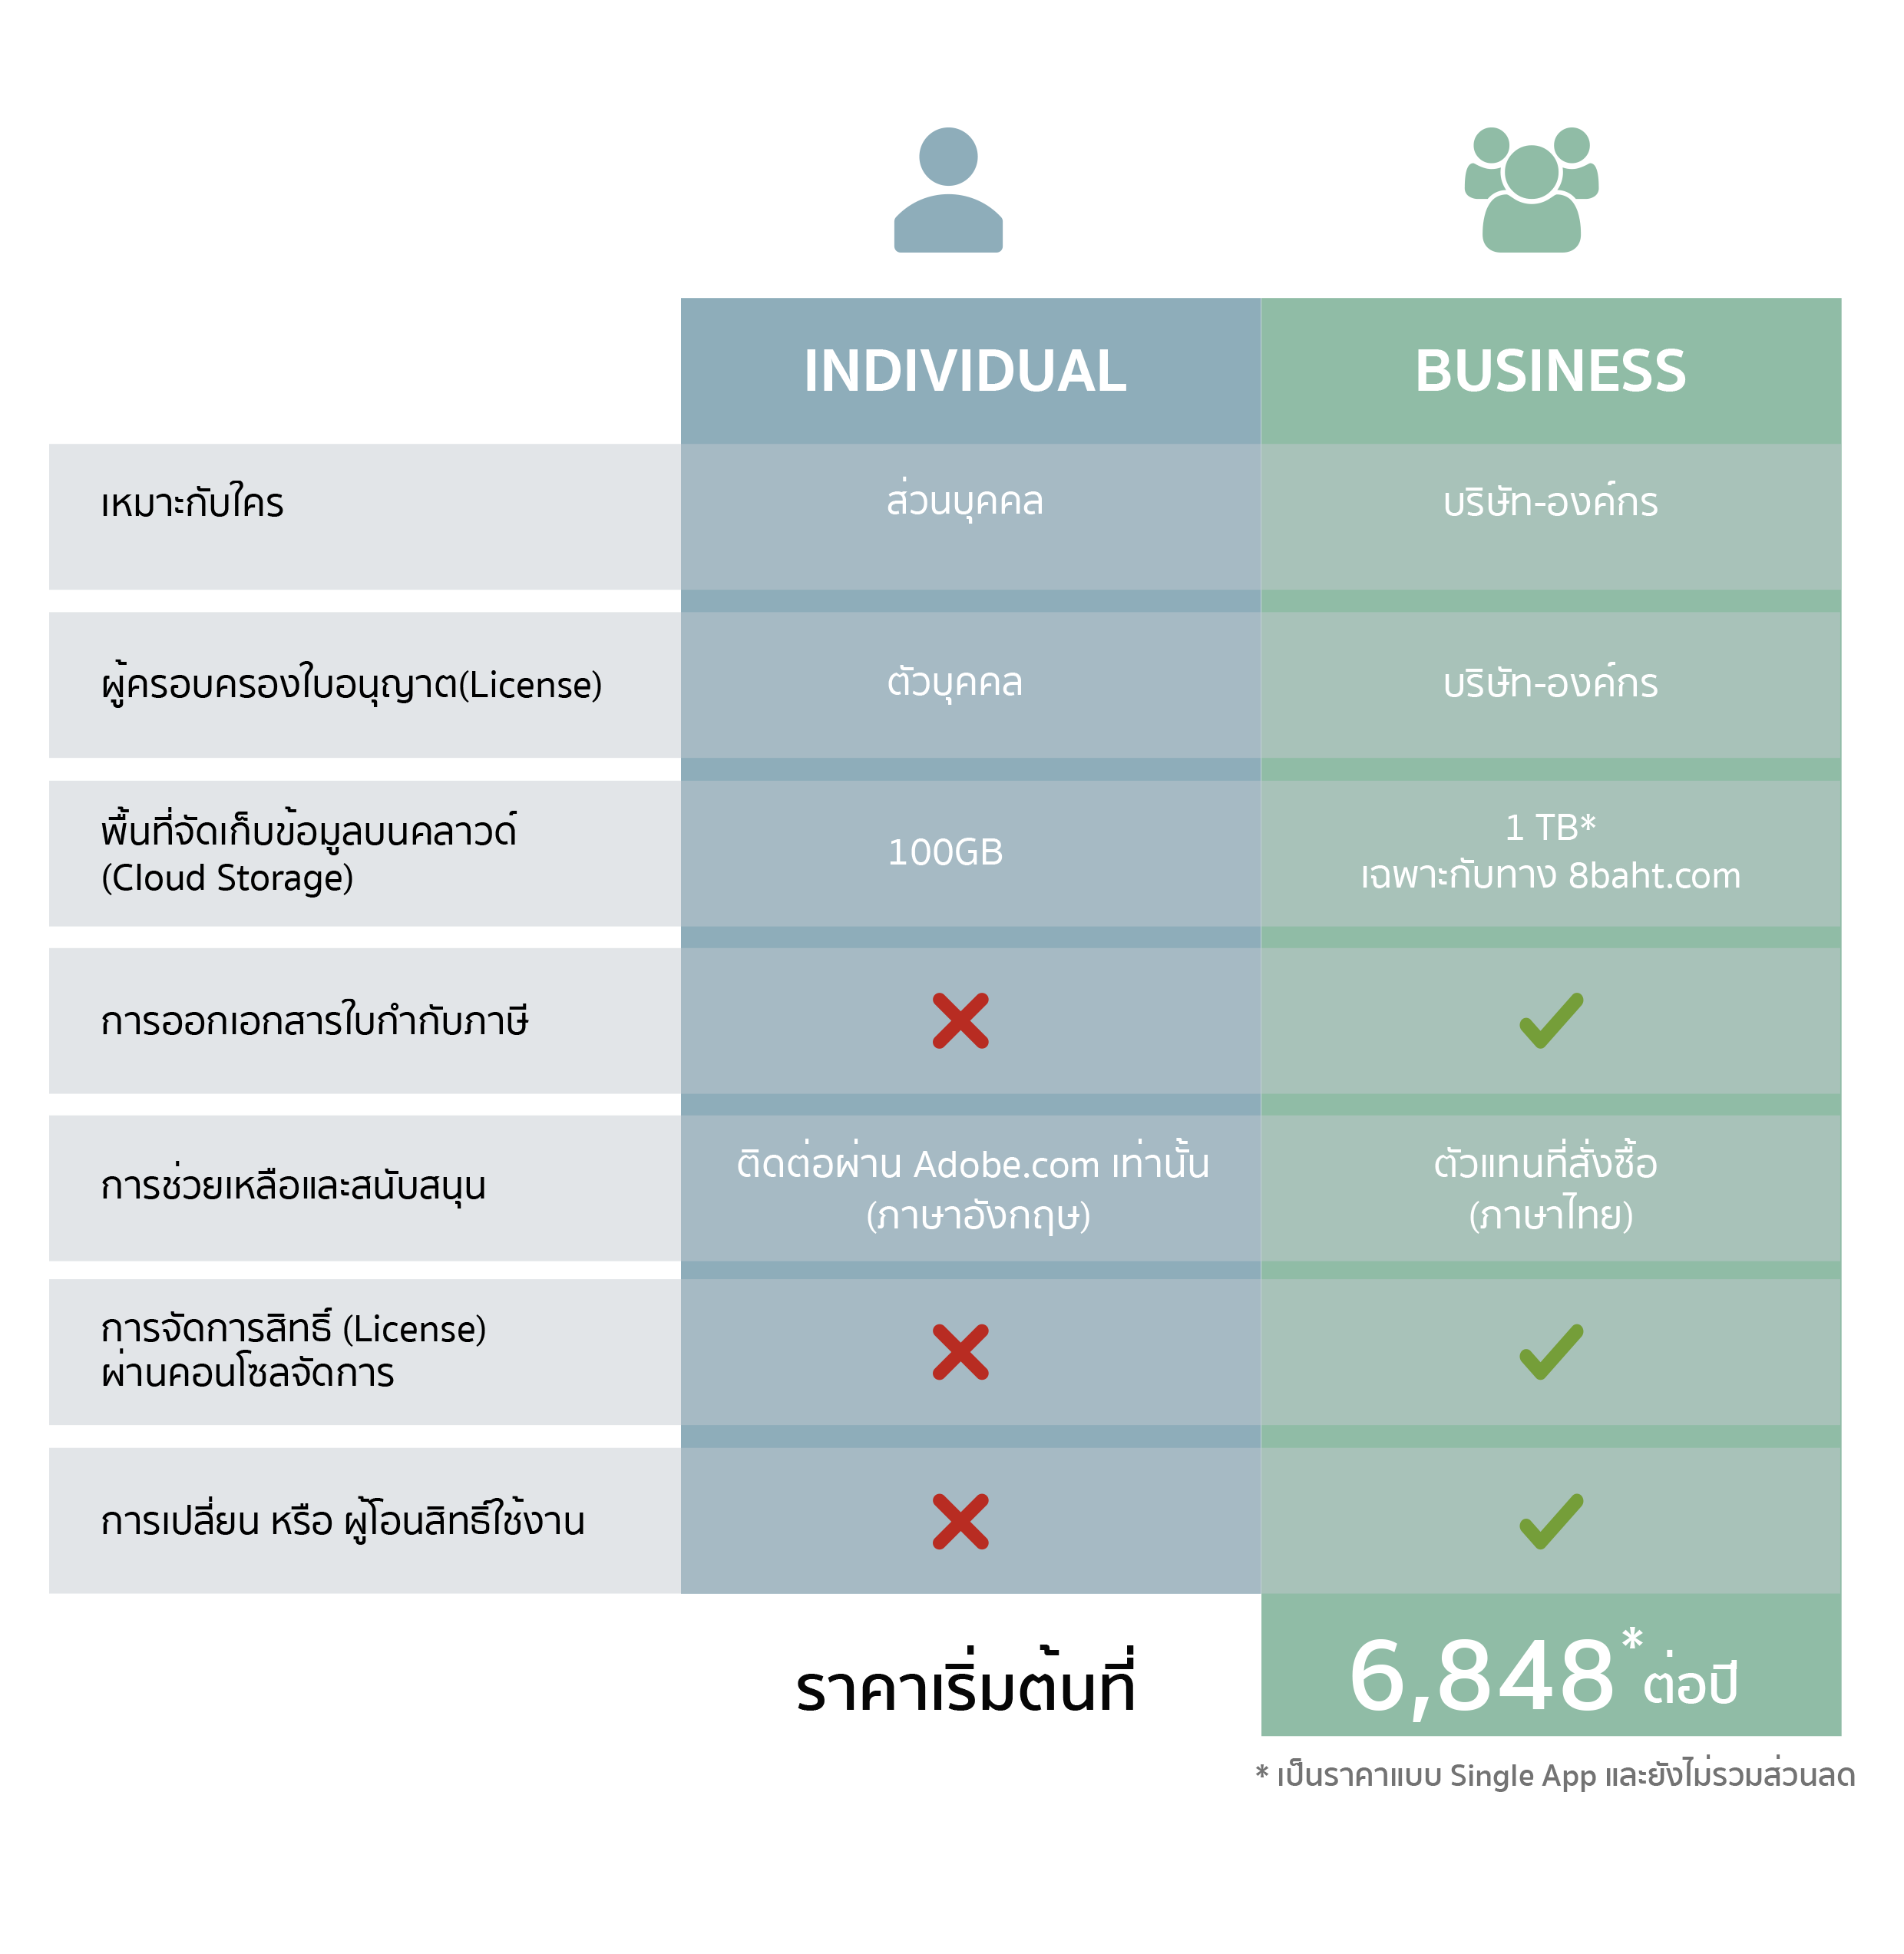 INDIVIDUAL
BUSINESS
เหมาะกับใคร
ส่วนบุคคล
บริษัท-องค์กร
ผู้ครอบครองใบอนุญาต(License)
ตัวบุคคล
บริษัท-องค์กร
พื้นที่จัดเก็บข้อมูลบนคลาวด์
(Cloud Storage)
100GB
1 TB*
เฉพาะกับทาง 8baht.com
การออกเอกสารใบกำกับภาษี
การช่วยเหลือและสนับสนุน
ติดต่อผ่าน Adobe.com เท่านั้น
(ภาษาอังกฤษ)
ตัวแทนที่สั่งซื้อ
(ภาษาไทย)
การจัดการสิทธิ์ (License)
ผ่านคอนโซลจัดการ
การเปลี่ยน หรือ ผู้โอนสิทธิ์ใช้งาน
ราคาเริ่มต้นที่
6,848* ต่อปี
* เป็นราคาแบบ Single App และยังไม่รวมส่วนลด